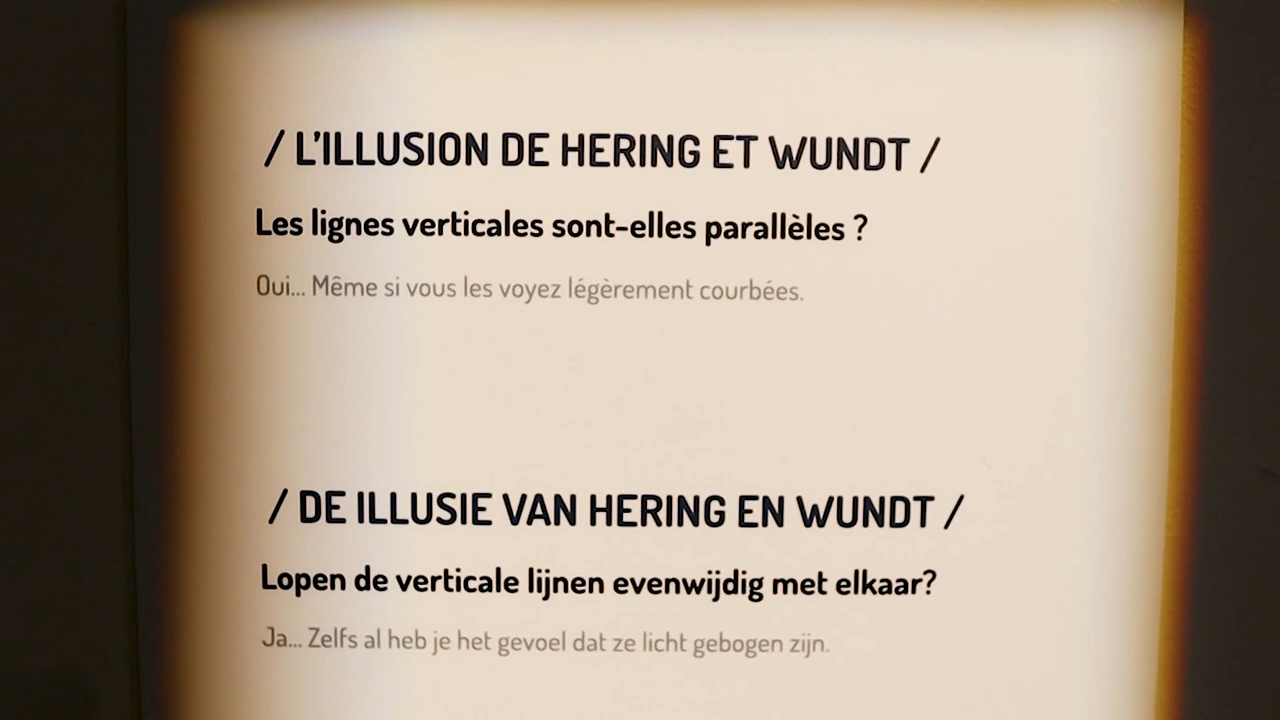 / L'ILLUSION DE HERING ET WUNDT /
Les lignes verticales sont-elles parallèles ?
Oui... Même si vous les voyez légèrement courbées.
/ DE ILLUSIE VAN HERING EN WUNDT /
Lopen de verticale lijnen evenwijdig met elkaar?
Ja... Zelfs al heb je het gevoel dat ze licht gebogen zijn.